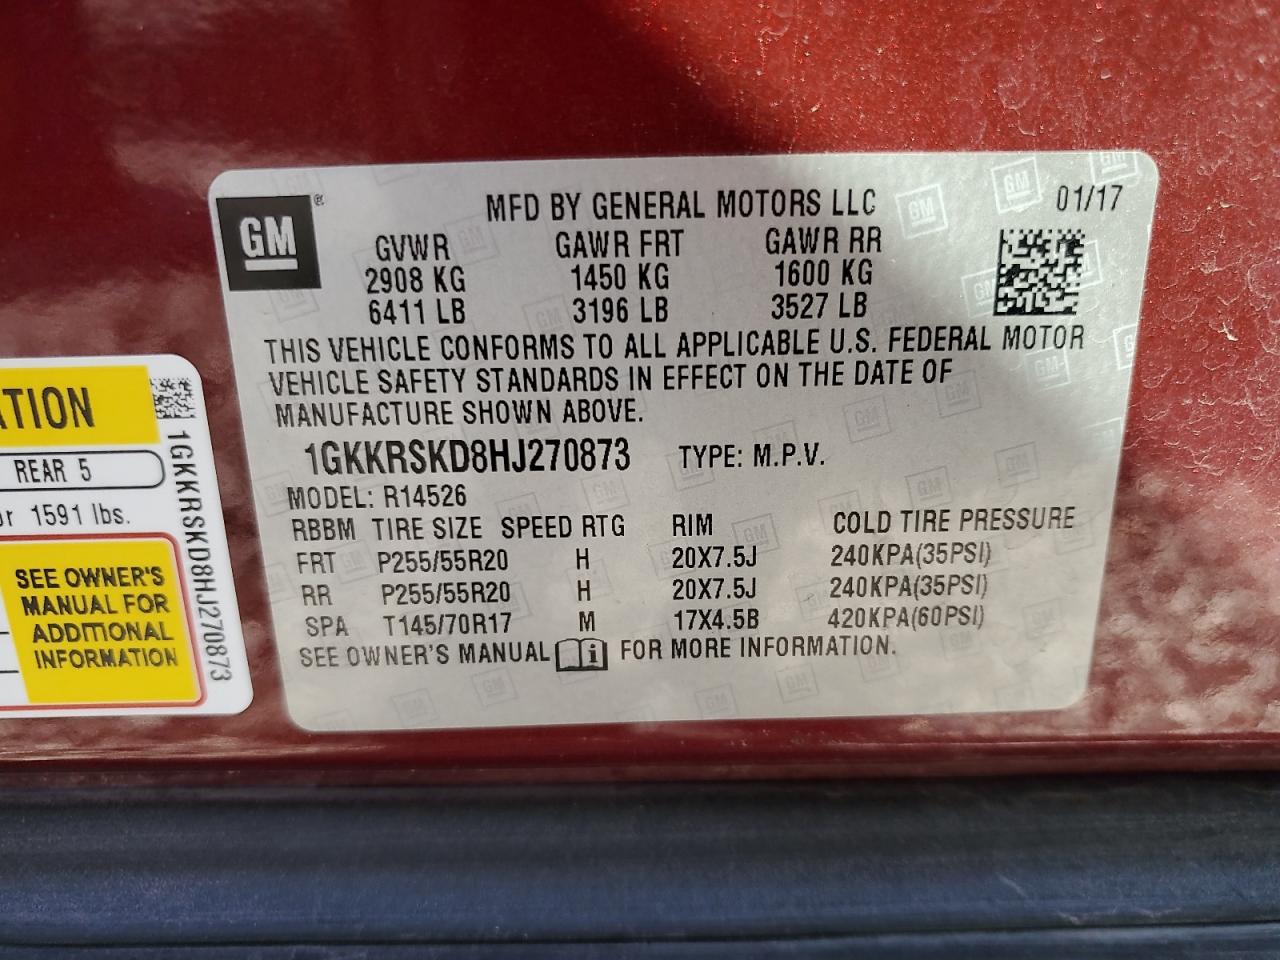 GM ®
MFD BY GENERAL MOTORS LLC 01/17
GVWR GAWR FRT GAWR RR
2908 KG 1450 KG 1600 KG
6411 LB 3196 LB 3527 LB
THIS VEHICLE CONFORMS TO ALL APPLICABLE U.S. FEDERAL MOTOR
VEHICLE SAFETY STANDARDS IN EFFECT ON THE DATE OF
MANUFACTURE SHOWN ABOVE.
1GKKRSKD8HJ270873 TYPE: M.P.V.
MODEL: R14526
RBBM TIRE SIZE SPEED RTG RIM COLD TIRE PRESSURE
FRT P255/55R20 H 20X7.5J 240KPA(35PSI)
RR P255/55R20 H 20X7.5J 240KPA(35PSI)
SPA T145/70R17 M 17X4.5B 420KPA(60PSI)
SEE OWNER'S MANUAL i FOR MORE INFORMATION.
ATION
REAR 5
or 1591 lbs.
SEE OWNER'S
MANUAL FOR
ADDITIONAL
INFORMATION
1GKKRSKD8HJ270873